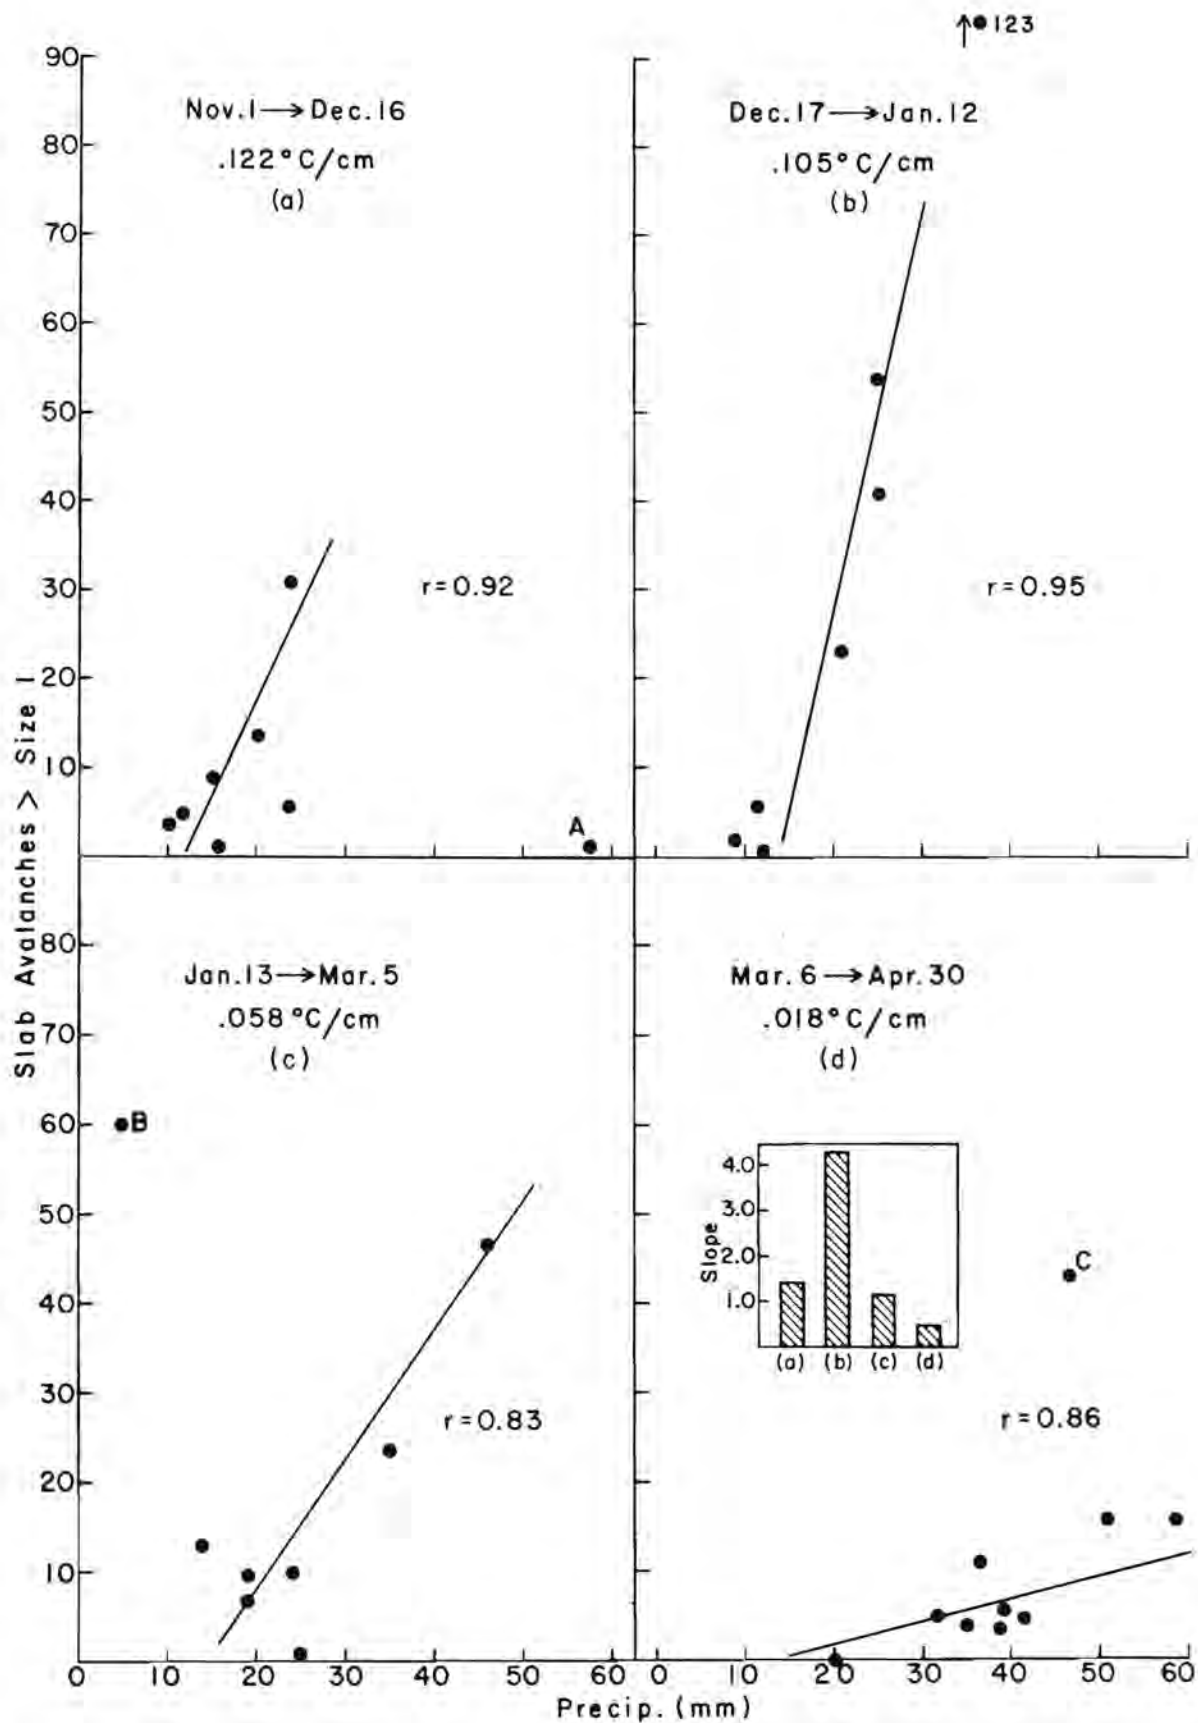 123
90
80
70
60
50
40
30
20
10
Nov.1→Dec.16
.122°C/cm
(a)
r=0.92
A
Dec.17→Jan.12
.105°C/cm
(b)
r=0.95
Slab Avalanches > Size 1
80
70
60
50
40
30
20
10
Jan.13→Mar.5
.058°C/cm
(c)
B
r=0.83
Mar.6→Apr.30
.018°C/cm
(d)
4.0
3.0
2.0
1.0
Slope
(a) (b) (c) (d)
C
r=0.86
0 10 20 30 40 50 60 0 10 20 30 40 50 60
Precip.(mm)